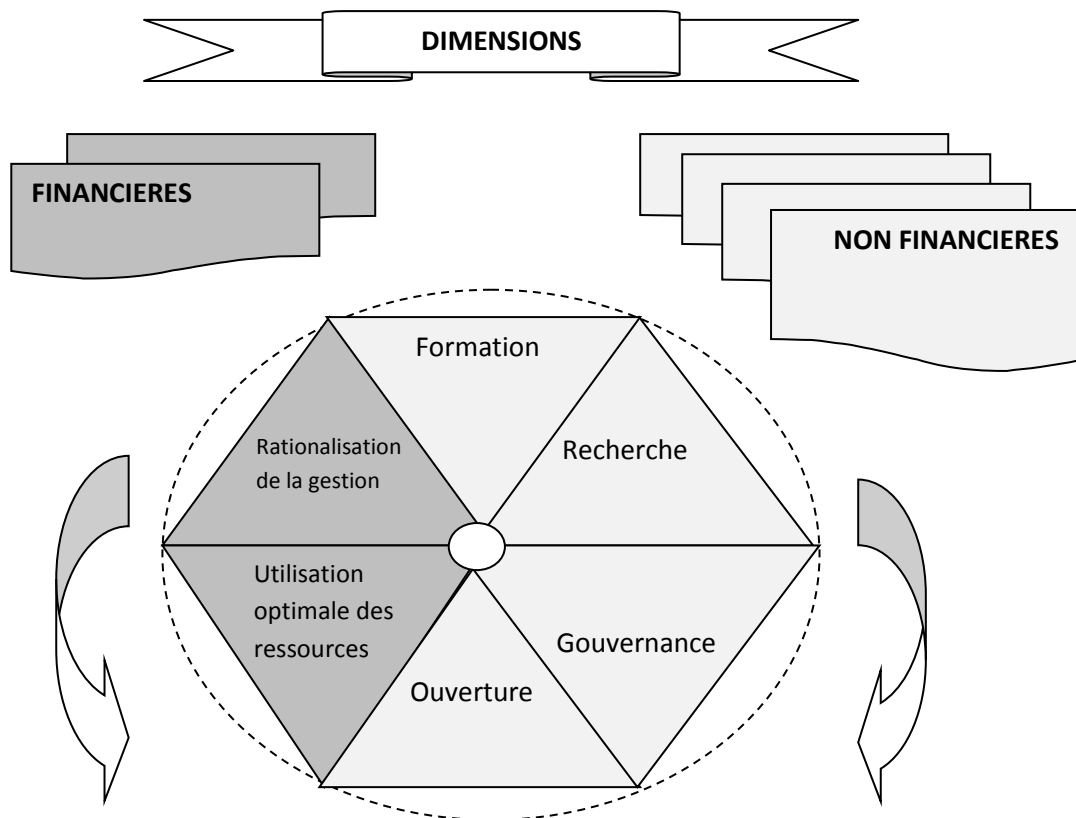 DIMENSIONS
FINANCIERES
NON FINANCIERES
Formation
Rationalisation
de la gestion
Recherche
Utilisation
optimale des
ressources
Gouvernance
Ouverture